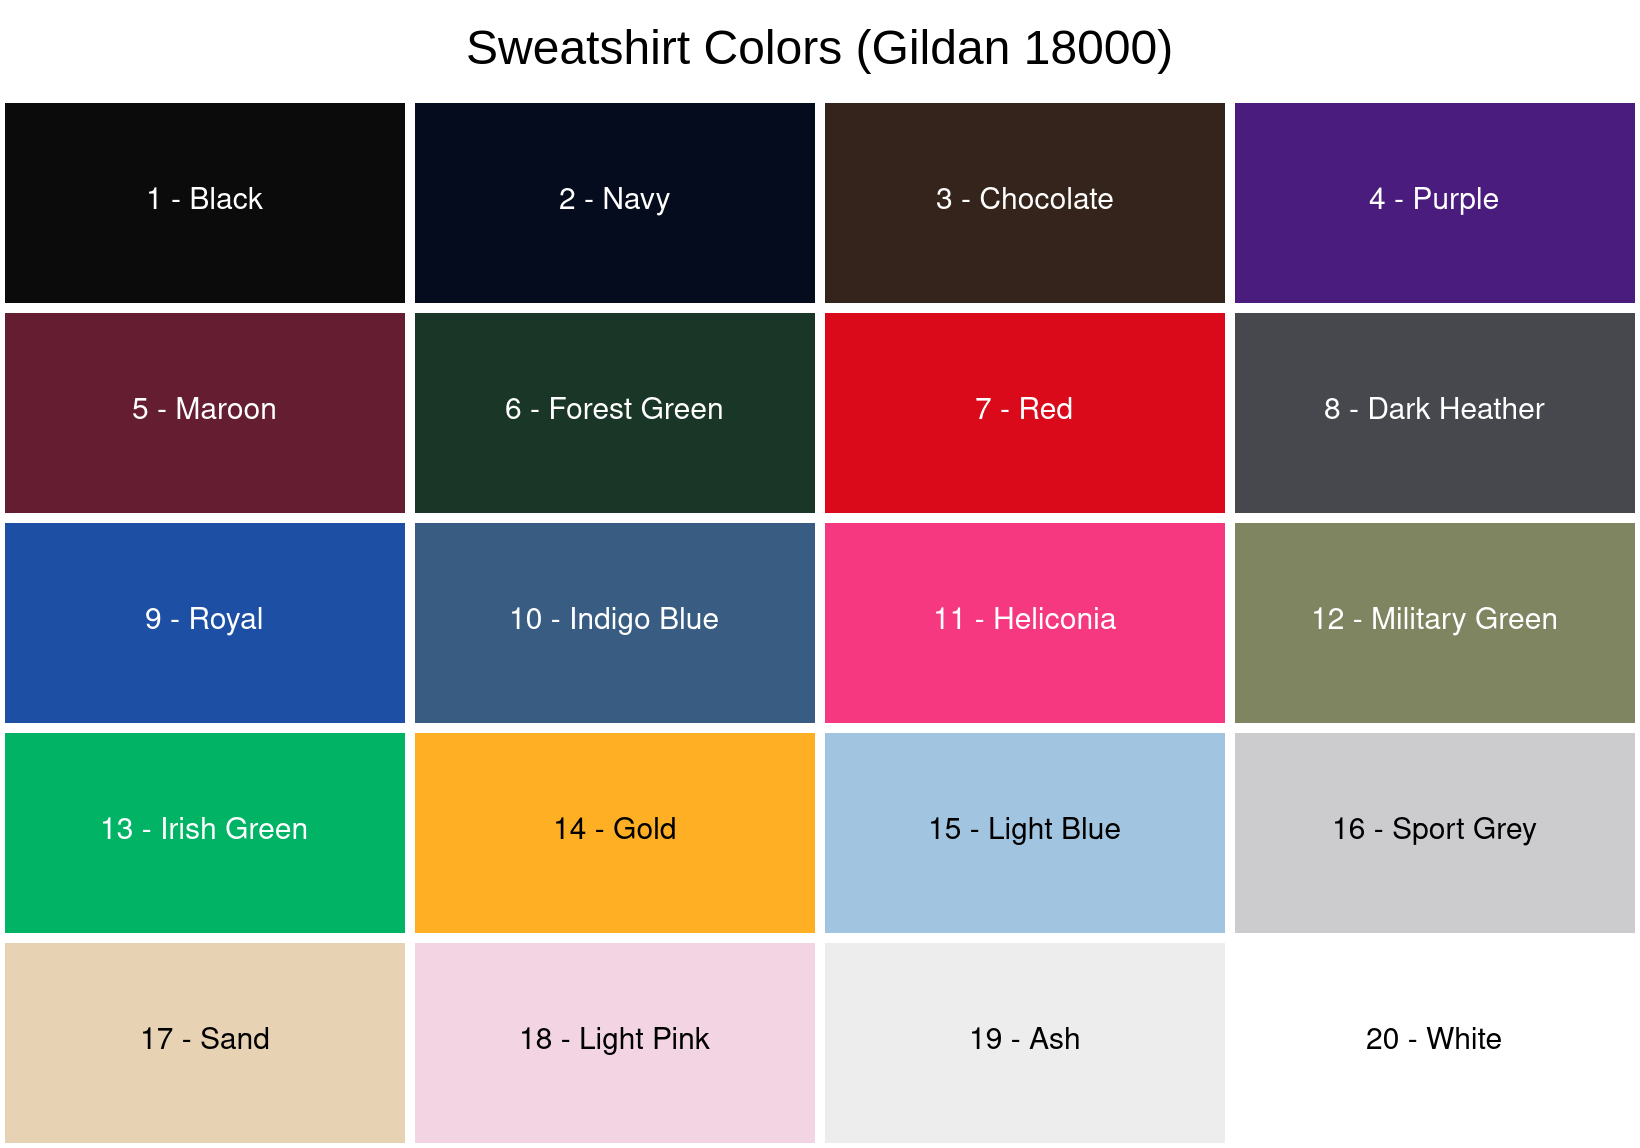 Sweatshirt Colors (Gildan 18000)
1 - Black
2 - Navy
3 - Chocolate
4 - Purple
5 - Maroon
6 - Forest Green
7 - Red
8 - Dark Heather
9 - Royal
10 - Indigo Blue
11 - Heliconia
12 - Military Green
13 - Irish Green
14 - Gold
15 - Light Blue
16 - Sport Grey
17 - Sand
18 - Light Pink
19 - Ash
20 - White